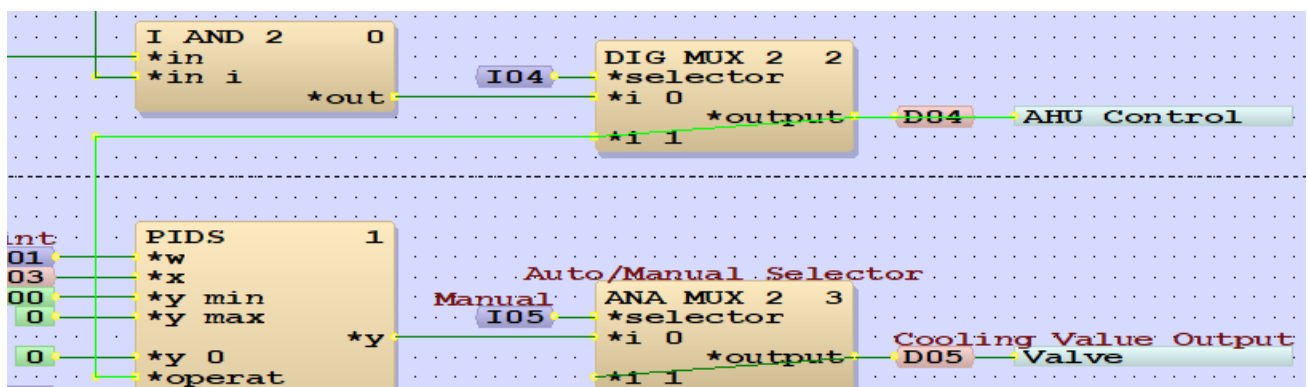 I AND 2 0
*in
*in i
*out
DIG MUX 2 2
I04 *selector
*i 0
*output D04 AHU Control
*i 1
int PIDS 1
01 *w
03 *x Auto/Manual Selector
00 *y min Manual ANA MUX 2 3
0 *y max I05 *selector
*y *i 0 Cooling Value Output
0 *y 0 *output D05 Valve
*operat *i 1